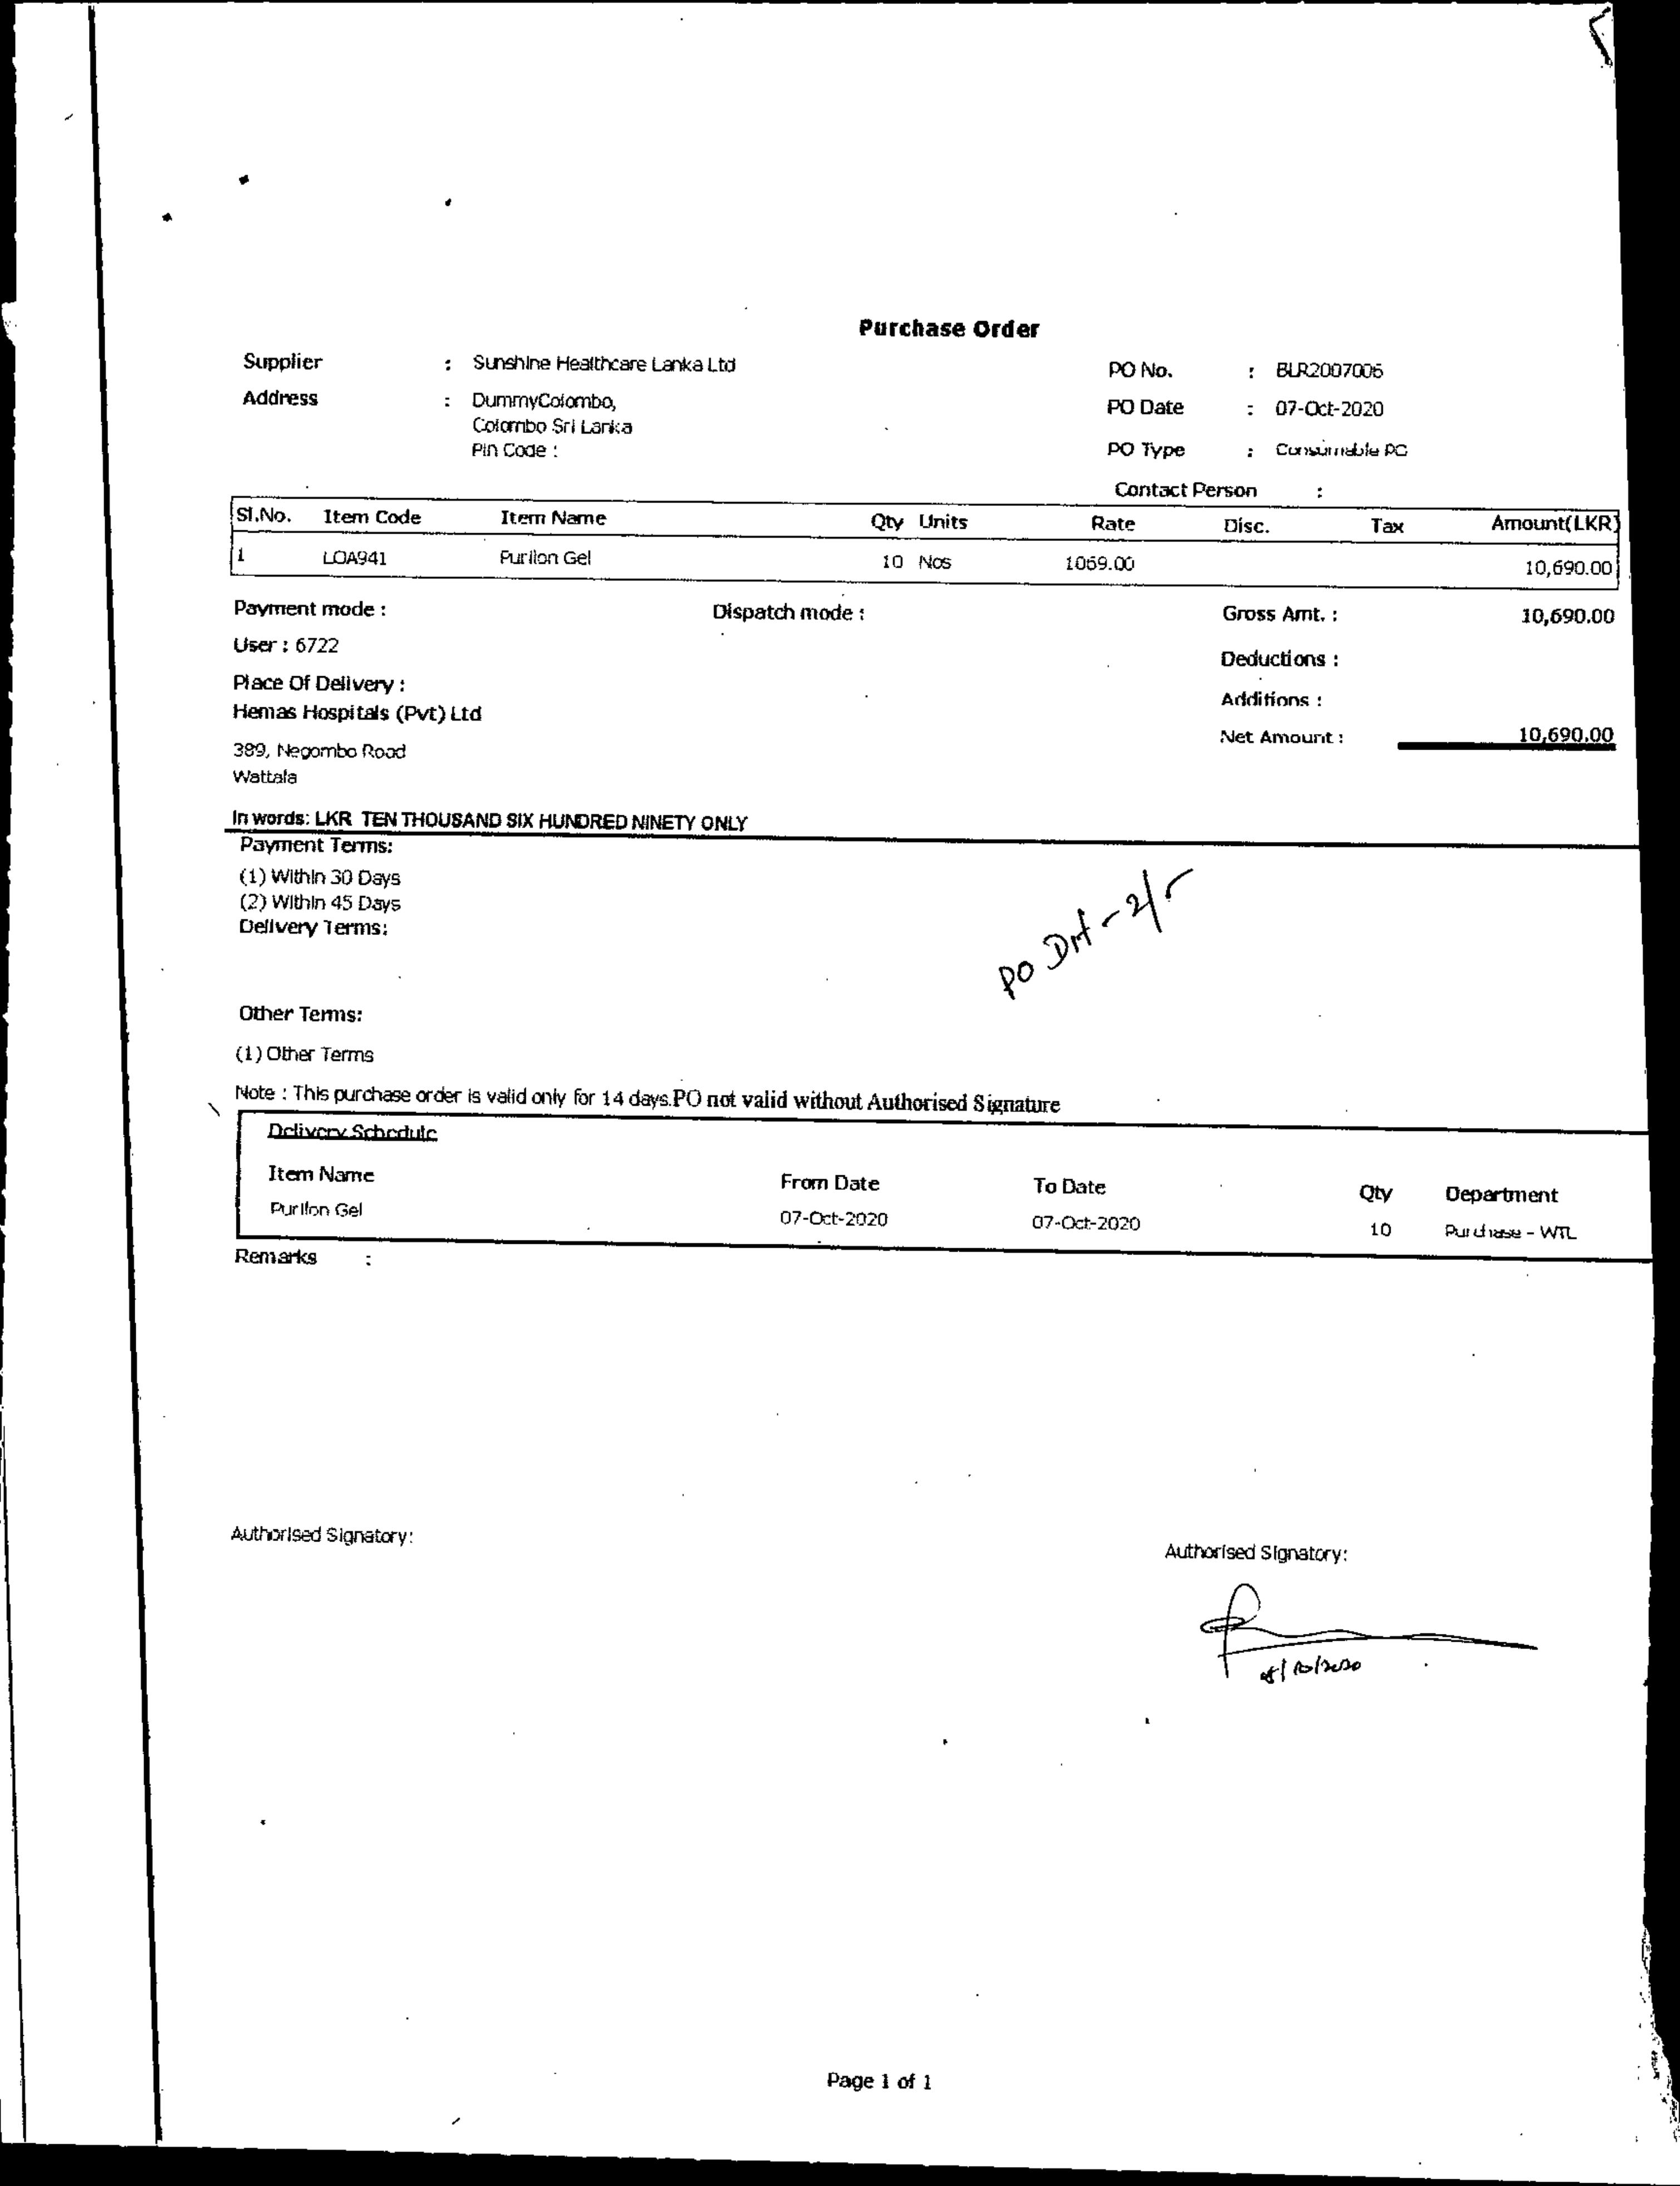 Purchase Order
Supplier : Sunshine Healthcare Lanka Ltd
Address : DummyColombo,
Colombo Sri Lanka
Pin Code :
PO No. : BLR2007006
PO Date : 07-Oct-2020
PO Type : Consumable PO
Contact Person :
Sl.No. Item Code Item Name Qty Units Rate Disc. Tax Amount(LKR)
1 LOA941 Purilon Gel 10 Nos 1069.00 10,690.00
Payment mode : Dispatch mode : Gross Amt. : 10,690.00
User : 6722
Deductions :
Place Of Delivery :
Additions :
Hemas Hospitals (Pvt) Ltd
Net Amount : 10,690.00
389, Negombo Road
Wattala
In words: LKR TEN THOUSAND SIX HUNDRED NINETY ONLY
Payment Terms:
(1) Within 30 Days
(2) Within 45 Days
Delivery Terms:
PO
Other Terms:
(1) Other Terms
Note : This purchase order is valid only for 14 days.PO not valid without Authorised Signature
Delivery Schedule
Item Name From Date To Date Qty Department
Purilon Gel 07-Oct-2020 07-Oct-2020 10 Purchase - WTL
Remarks :
Authorised Signatory: Authorised Signatory:
Page 1 of 1